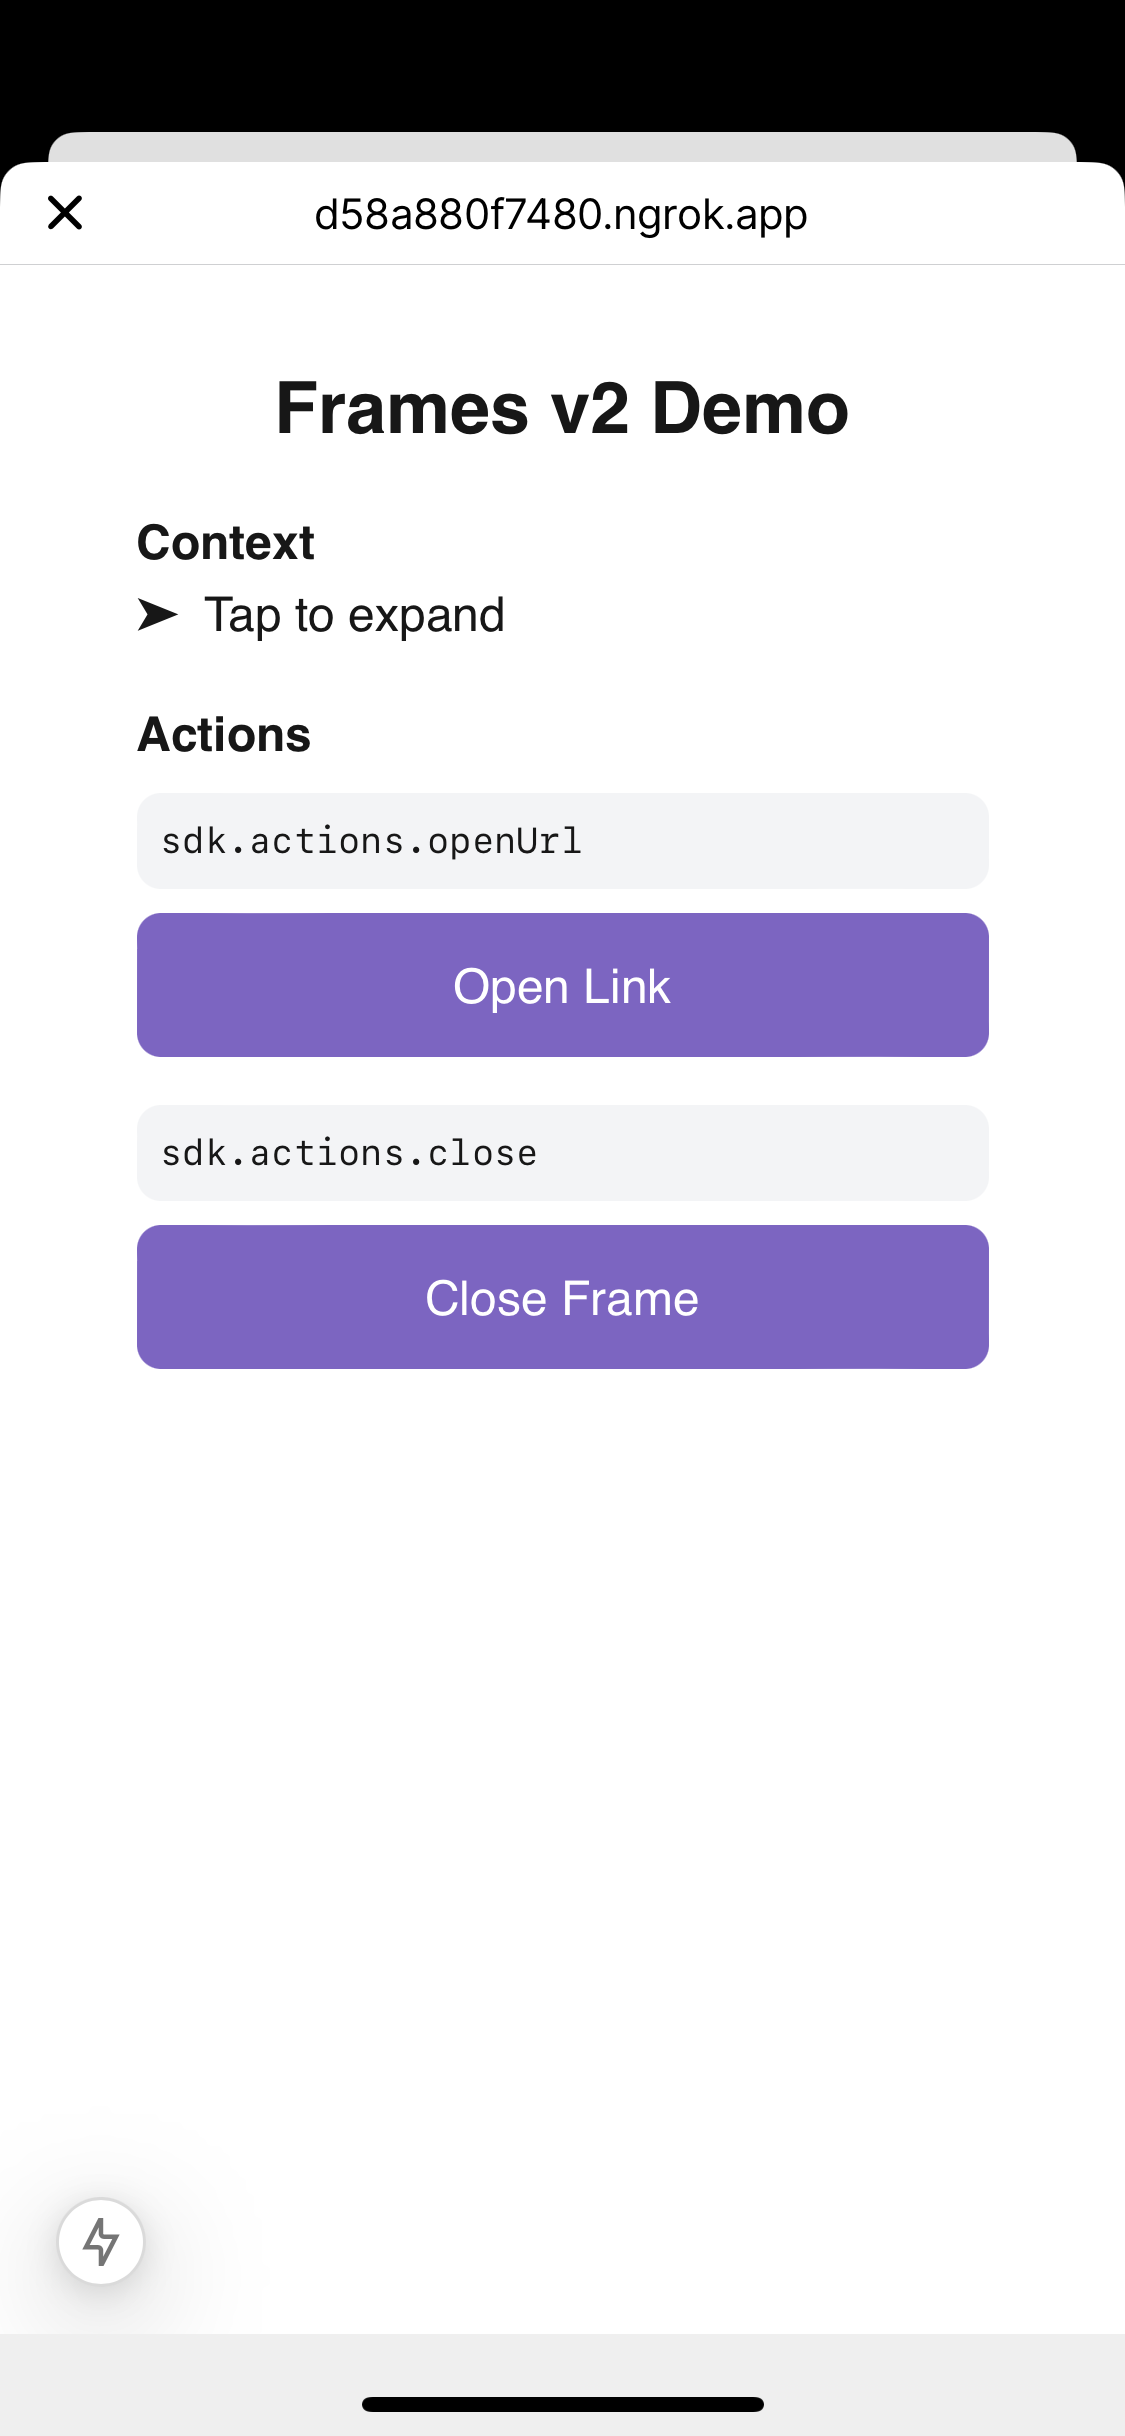 d58a880f7480.ngrok.app
Frames v2 Demo
Context
➤ Tap to expand
Actions
sdk.actions.openUrl
Open Link
sdk.actions.close
Close Frame